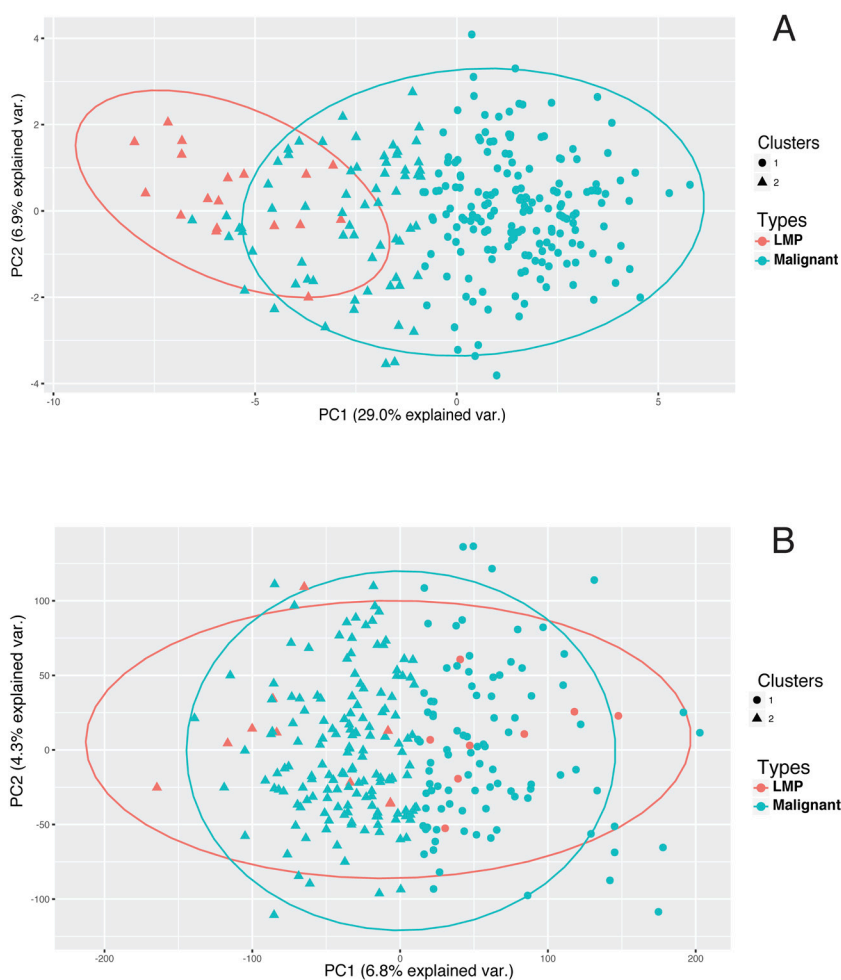 A
4
2
0
-2
-4
PC2 (6.9% explained var.)
-10
-5
0
5
PC1 (29.0% explained var.)
Clusters
1
2
Types
LMP
Malignant
B
100
50
0
-50
-100
PC2 (4.3% explained var.)
-200
-100
0
100
200
PC1 (6.8% explained var.)
Clusters
1
2
Types
LMP
Malignant